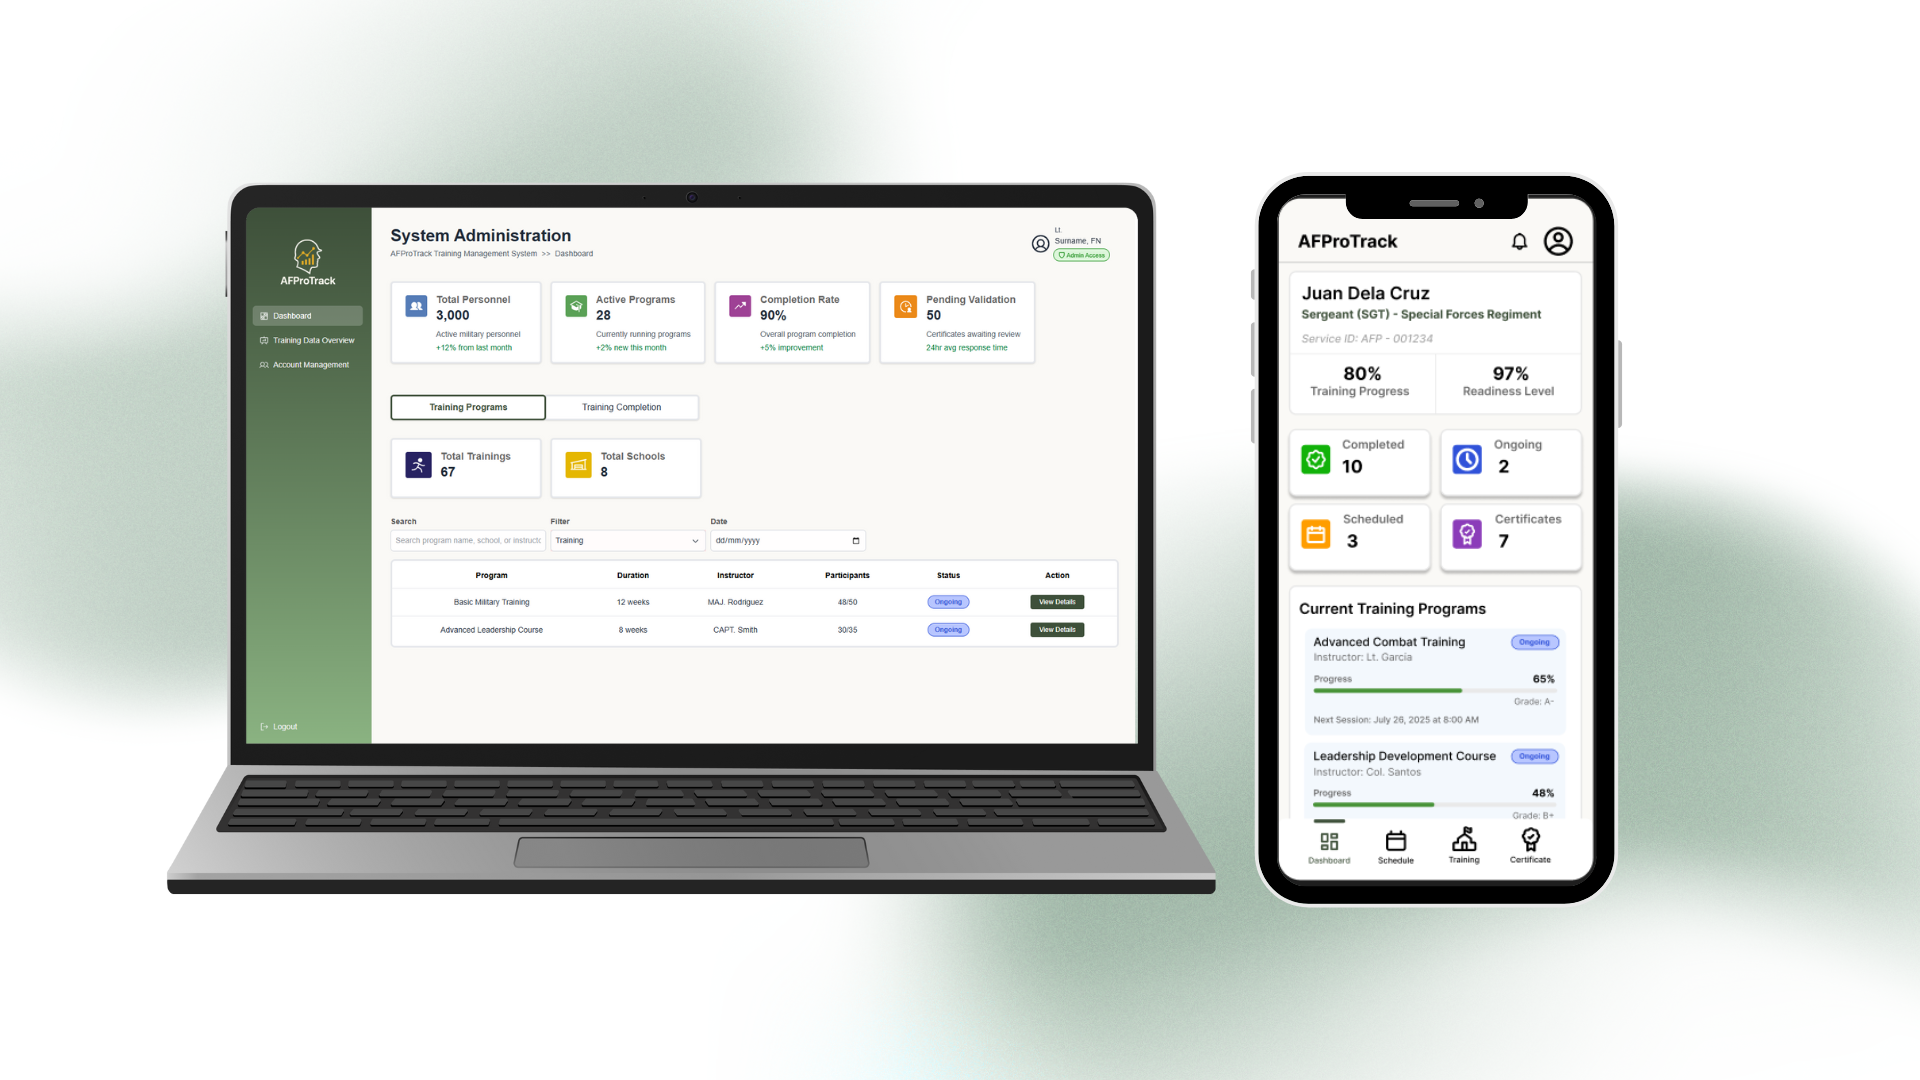 AFProTrack
Dashboard
Training Data Overview
Account Management
Logout
System Administration
AFProTrack Training Management System >> Dashboard
Lt.
Surname, FN
Admin Access
Total Personnel
3,000
Active military personnel
+12% from last month
Active Programs
28
Currently running programs
+2% new this month
Completion Rate
90%
Overall program completion
+5% improvement
Pending Validation
50
Certificates awaiting review
24hr avg response time
Training Programs
Training Completion
Total Trainings
67
Total Schools
8
Search
Filter
Date
Search program name, school, or instructo
Training
dd/mm/yyyy
Program Duration Instructor Participants Status Action
Basic Military Training 12 weeks MAJ. Rodriguez 48/50 Ongoing View Details
Advanced Leadership Course 8 weeks CAPT. Smith 30/35 Ongoing View Details
AFProTrack
Juan Dela Cruz
Sergeant (SGT) - Special Forces Regiment
Service ID: AFP - 001234
80%
Training Progress
97%
Readiness Level
Completed
10
Ongoing
2
Scheduled
3
Certificates
7
Current Training Programs
Advanced Combat Training
Ongoing
Instructor: Lt. Garcia
Progress
65%
Grade: A-
Next Session: July 26, 2025 at 8:00 AM
Leadership Development Course
Ongoing
Instructor: Col. Santos
Progress
48%
Grade: B+
Dashboard
Schedule
Training
Certificate